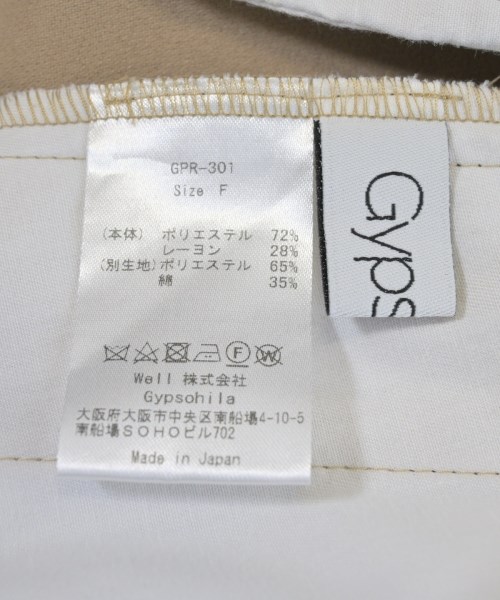 GPR-301
Size F
(本体) ポリエステル 72%
レーヨン 28%
(別生地)ポリエステル 65%
綿 35%
F W
Well 株式会社
Gypsohila
大阪府大阪市中央区南船場4-10-5
南船場SOHOビル702
Made in Japan
Gyps